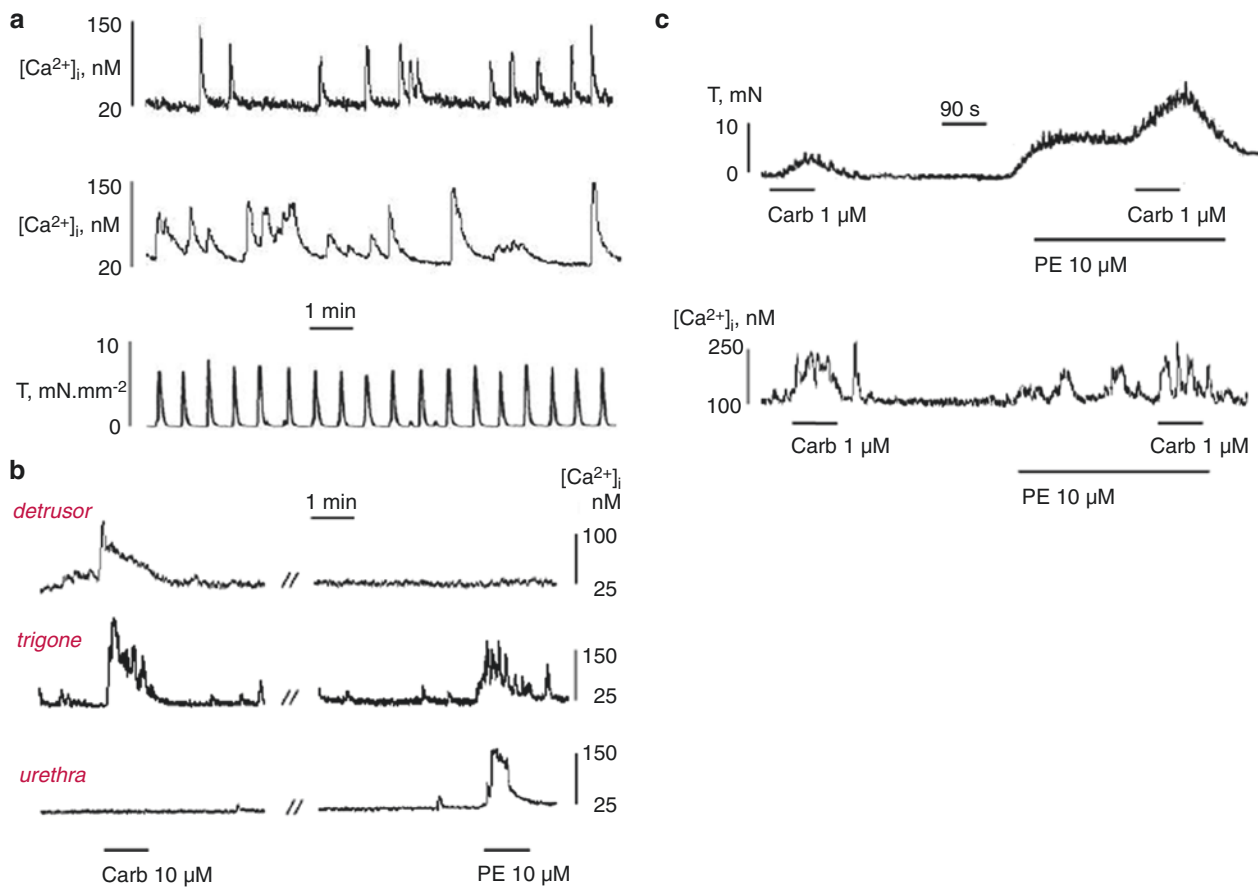 a
150
[Ca²⁺]ᵢ, nM
20
150
[Ca²⁺]ᵢ, nM
20
1 min
10
T, mN.mm⁻²
0
b
[Ca²⁺]ᵢ
nM
1 min
detrusor
100
25
trigone
150
25
urethra
150
25
Carb 10 µM
PE 10 µM
c
T, mN
90 s
10
0
Carb 1 µM
Carb 1 µM
PE 10 µM
[Ca²⁺]ᵢ, nM
250
100
Carb 1 µM
Carb 1 µM
PE 10 µM